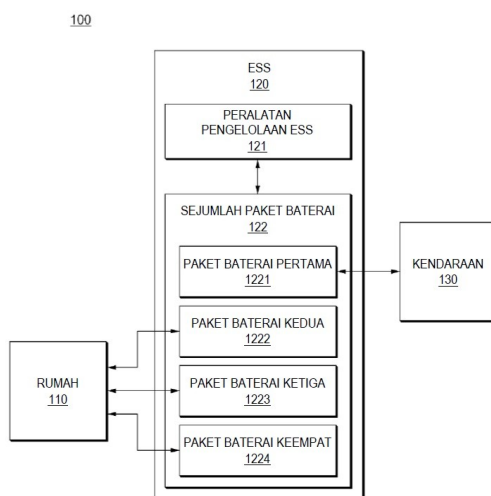 100
ESS
120
PERALATAN
PENGELOLAAN ESS
121
SEJUMLAH PAKET BATERAI
122
PAKET BATERAI PERTAMA
1221
KENDARAAN
130
PAKET BATERAI KEDUA
1222
RUMAH
110
PAKET BATERAI KETIGA
1223
PAKET BATERAI KEEMPAT
1224